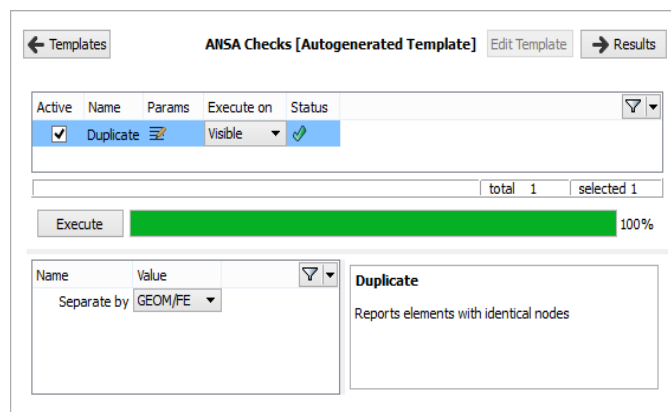 Templates ANSA Checks [Autogenerated Template] Edit Template Results
Active Name Params Execute on Status
Duplicate Visible
total 1 selected 1
Execute 100%
Name Value
Separate by GEOM/FE
Duplicate
Reports elements with identical nodes